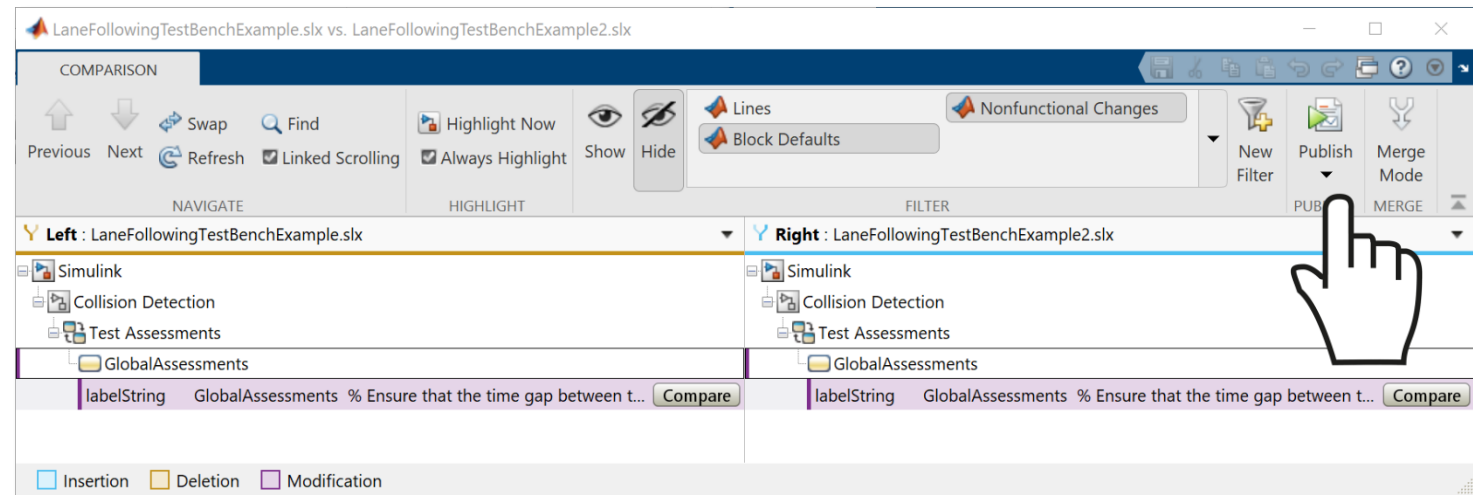 LaneFollowingTestBenchExample.slx vs. LaneFollowingTestBenchExample2.slx
COMPARISON
Previous Next Swap Refresh Find Linked Scrolling
NAVIGATE
Highlight Now
Always Highlight
HIGHLIGHT
Show Hide
Lines Nonfunctional Changes
Block Defaults
New Filter
FILTER
Publish
PUB
Merge Mode
MERGE
Left : LaneFollowingTestBenchExample.slx
Simulink
Collision Detection
Test Assessments
GlobalAssessments
labelString GlobalAssessments % Ensure that the time gap between t... Compare
Right : LaneFollowingTestBenchExample2.slx
Simulink
Collision Detection
Test Assessments
GlobalAssessments
labelString GlobalAssessments % Ensure that the time gap between t... Compare
Insertion Deletion Modification